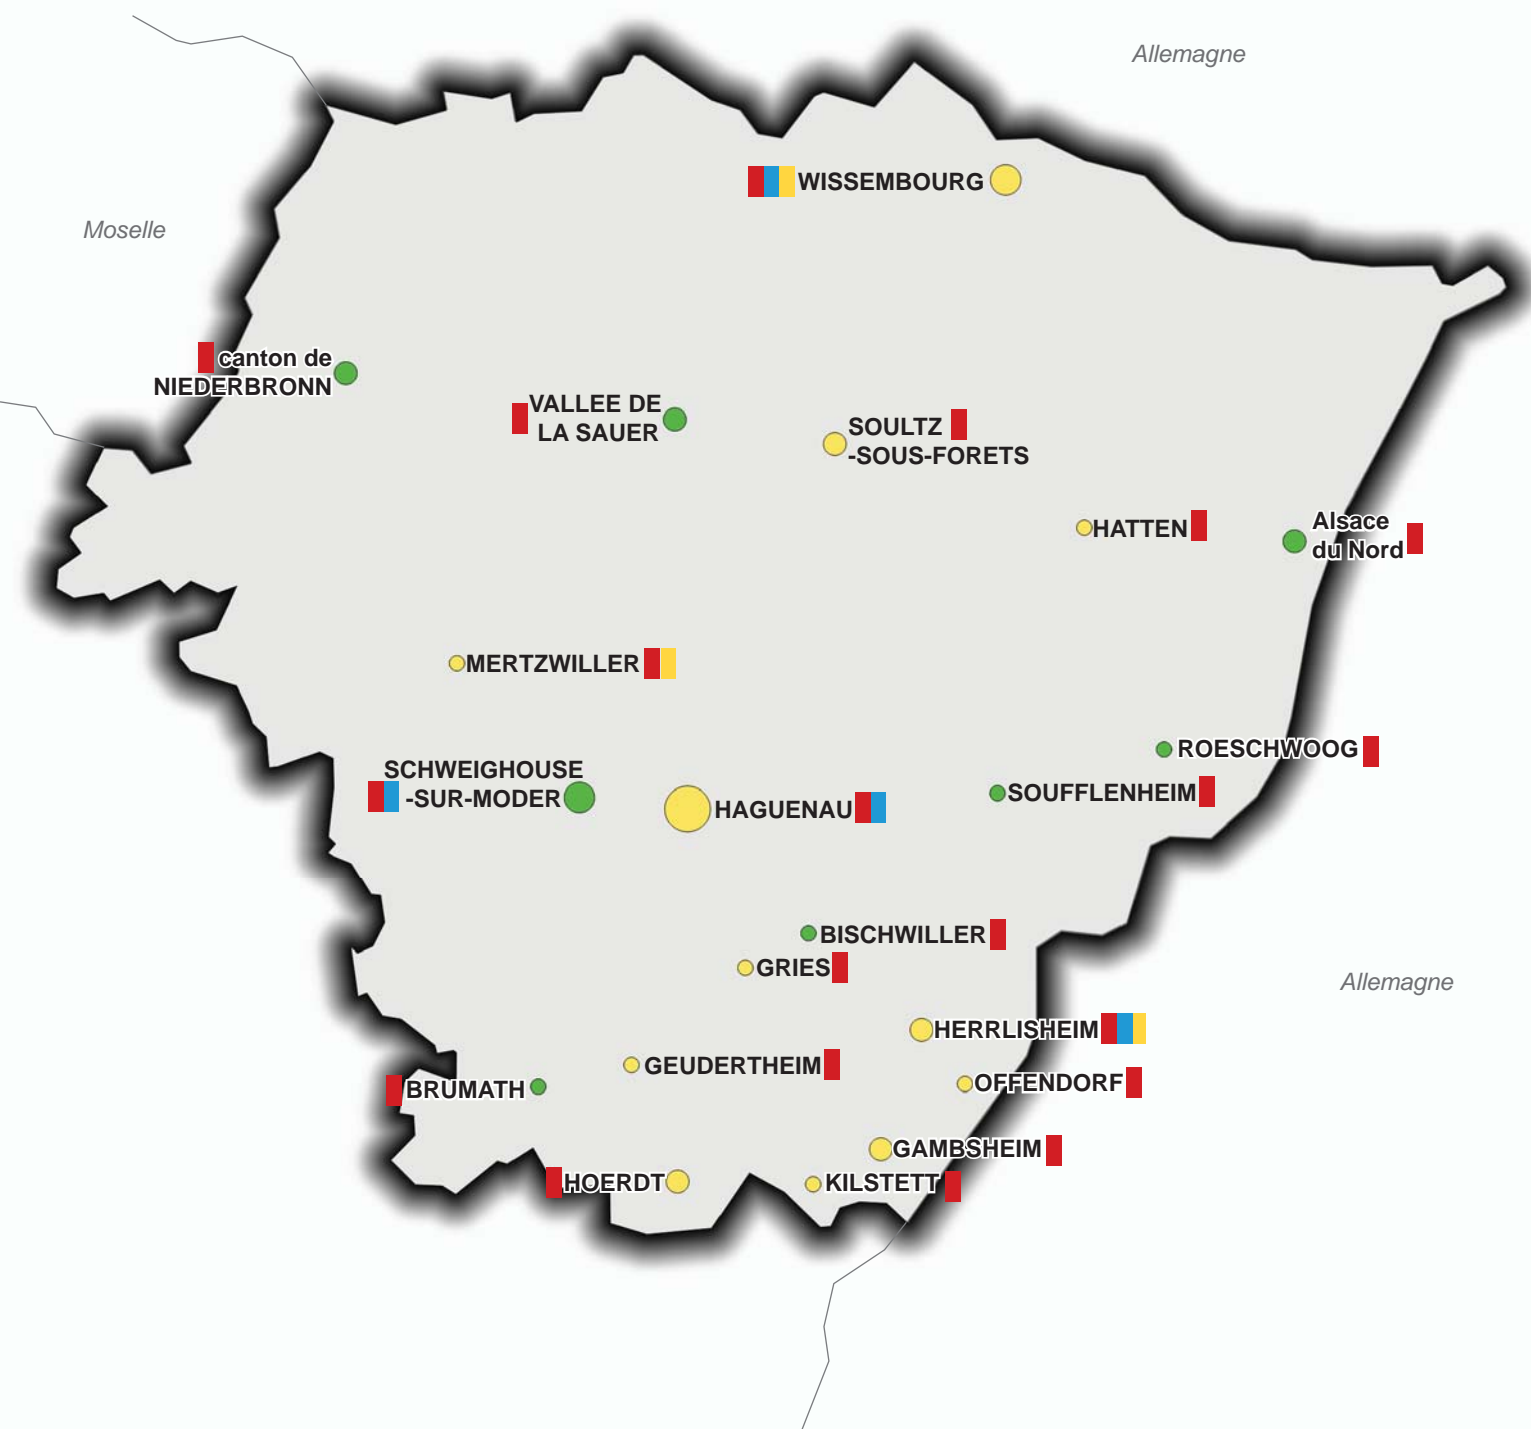 Allemagne
WISSEMBOURG
Moselle
canton de
NIEDERBRONN
VALLEE DE
LA SAUER
SOULTZ
-SOUS-FORETS
HATTEN
Alsace
du Nord
MERTZWILLER
ROESCHWOOG
SCHWEIGHOUSE
-SUR-MODER
HAGUENAU
SOUFFLENHEIM
BISCHWILLER
GRIES
Allemagne
HERRLISHEIM
GEUDERTHEIM
OFFENDORF
BRUMATH
GAMBSHEIM
HOERDT
KILSTETT